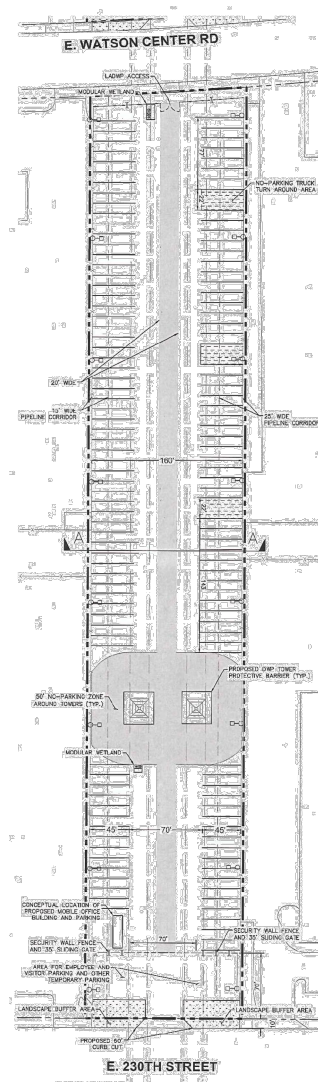 E. WATSON CENTER RD
LADWP ACCESS
MODULAR WETLAND
NO-PARKING TRUCK
TURN AROUND AREA
20' WIDE
10' WIDE
PIPELINE CORRIDOR
25' WIDE
PIPELINE CORRIDOR
160'
A
A
PROPOSED DWP TOWER
PROTECTIVE BARRIER (TYP.)
50' NO-PARKING ZONE
AROUND TOWERS (TYP.)
MODULAR WETLAND
45'
70'
45'
CONCEPTUAL LOCATION OF
PROPOSED MOBILE OFFICE
BUILDING AND PARKING
70'
SECURITY WALL FENCE
AND 35' SLIDING GATE
SECURITY WALL FENCE
AND 35' SLIDING GATE
AREA FOR EMPLOYEE AND
VISITOR PARKING AND OTHER
TEMPORARY PARKING
LANDSCAPE BUFFER AREA
LANDSCAPE BUFFER AREA
PROPOSED 60'
CURB CUT
E. 230TH STREET